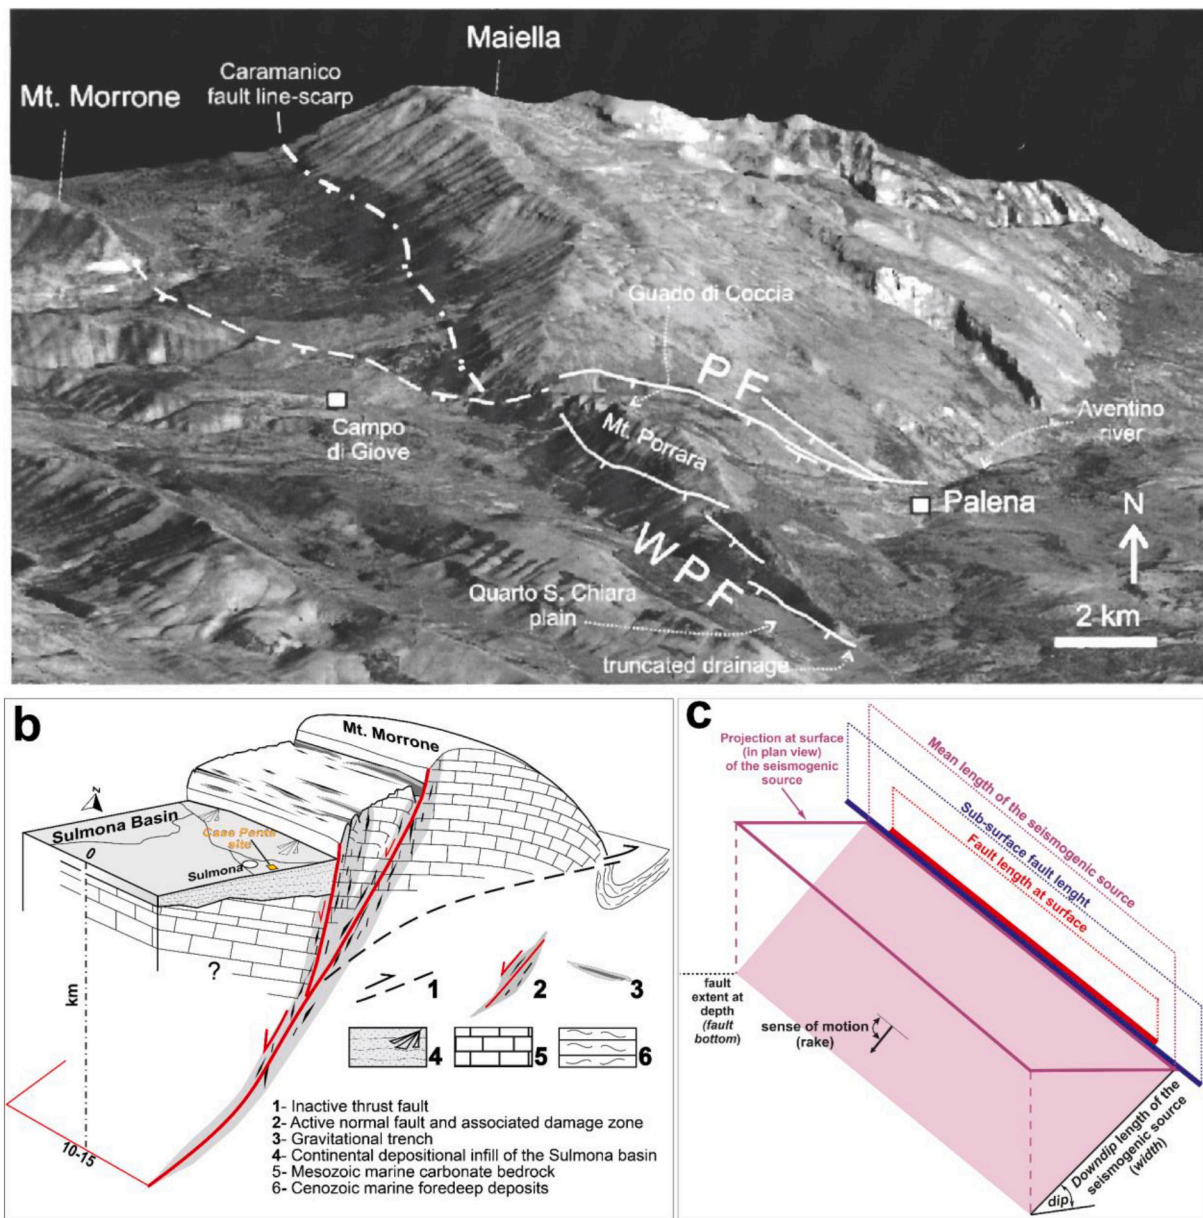 Maiella
Caramanico
fault line-scarp
Mt. Morrone
Guado di Coccia
PF
Mt. Porrara
Aventino
river
Campo
di Giove
Palena
N
WPF
Quarto S. Chiara
plain
2 km
truncated drainage
b
Mt. Morrone
z
Sulmona Basin
Case Pente
site
0
Sulmona
?
km
10-15
1
2
3
4
5
6
1- Inactive thrust fault
2- Active normal fault and associated damage zone
3- Gravitational trench
4- Continental depositional infill of the Sulmona basin
5- Mesozoic marine carbonate bedrock
6- Cenozoic marine foredeep deposits
c
Projection at surface
(in plan view)
of the seismogenic
source
Mean length of the seismogenic source
Sub-surface fault lenght
Fault length at surface
fault
extent at
depth
(fault
bottom)
sense of motion
(rake)
Downdip length of the
seismogenic source
(width)
dip